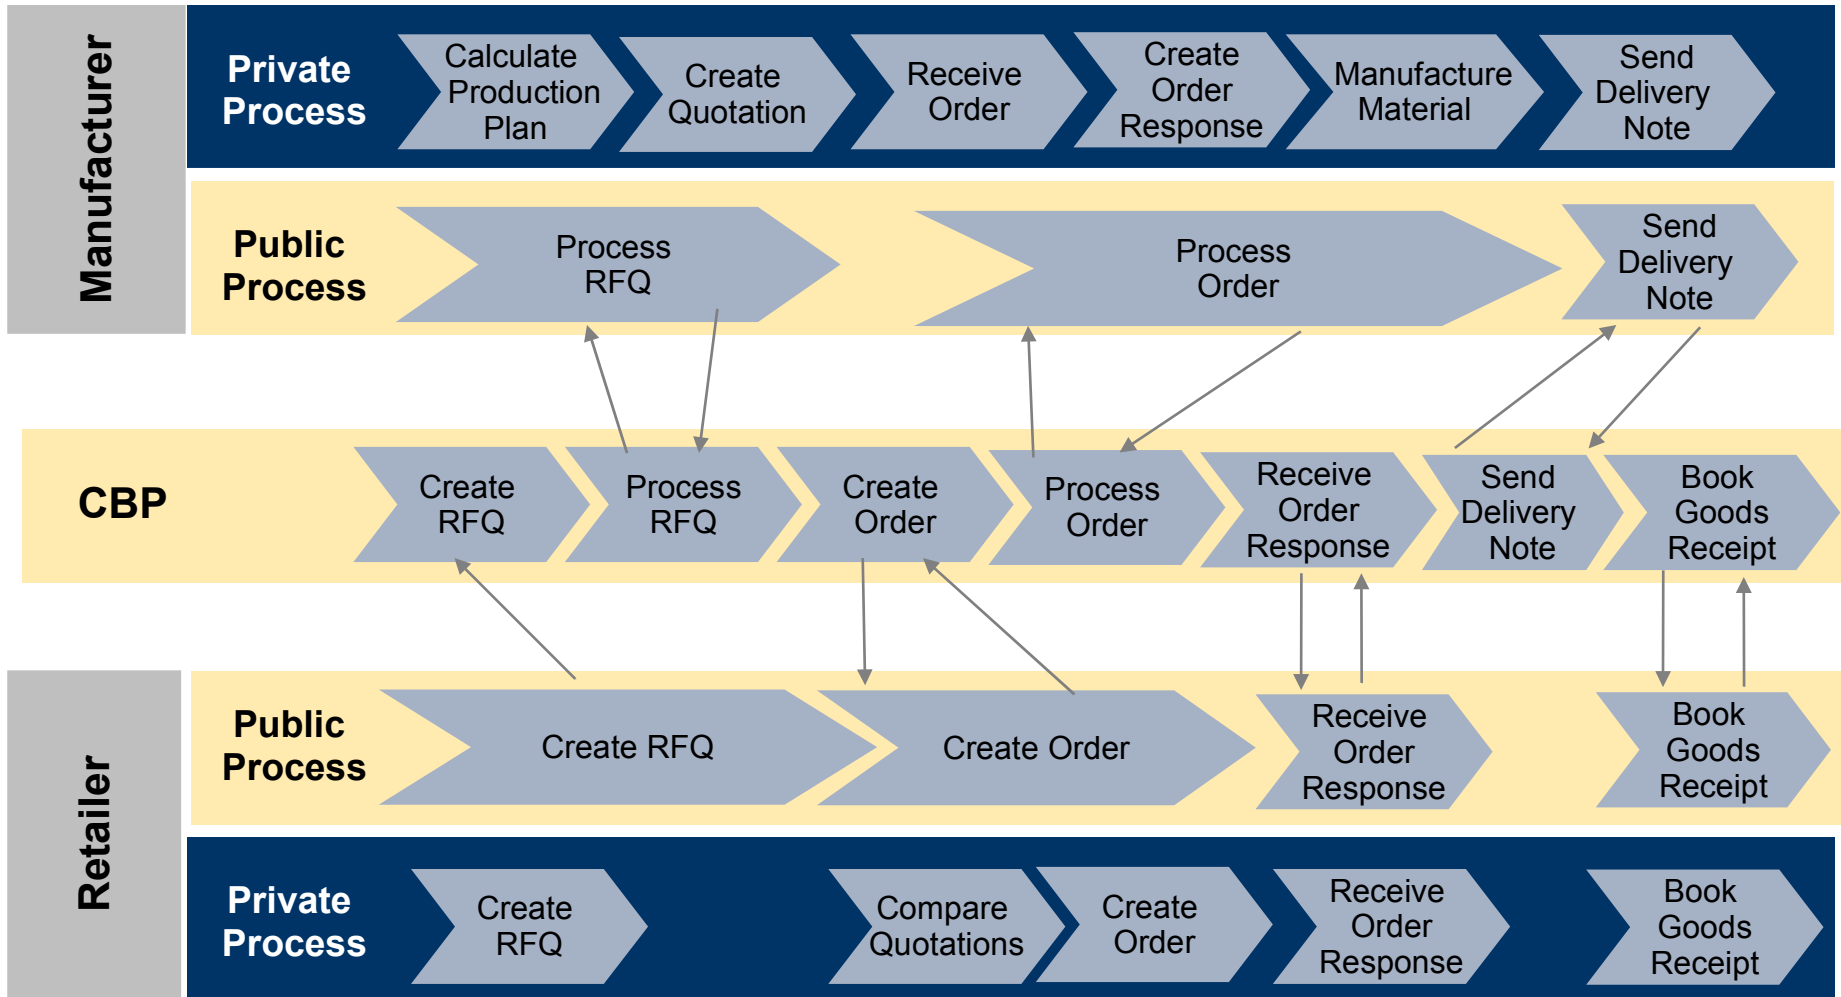 Manufacturer
Private
Process
Calculate
Production
Plan
Create
Quotation
Receive
Order
Create
Order
Response
Manufacture
Material
Send
Delivery
Note
Public
Process
Process
RFQ
Process
Order
Send
Delivery
Note
CBP
Create
RFQ
Process
RFQ
Create
Order
Process
Order
Receive
Order
Response
Send
Delivery
Note
Book
Goods
Receipt
Retailer
Public
Process
Create RFQ
Create Order
Receive
Order
Response
Book
Goods
Receipt
Private
Process
Create
RFQ
Compare
Quotations
Create
Order
Receive
Order
Response
Book
Goods
Receipt